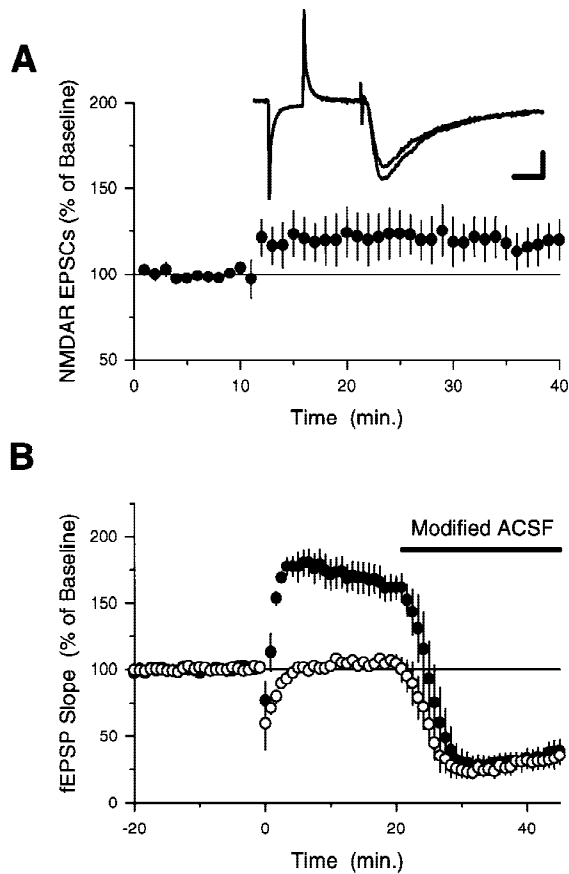 A
NMDAR EPSCs (% of Baseline)
200
150
100
50
0
10
20
30
40
Time (min.)
B
fEPSP Slope (% of Baseline)
Modified ACSF
200
150
100
50
0
-20
0
20
40
Time (min.)